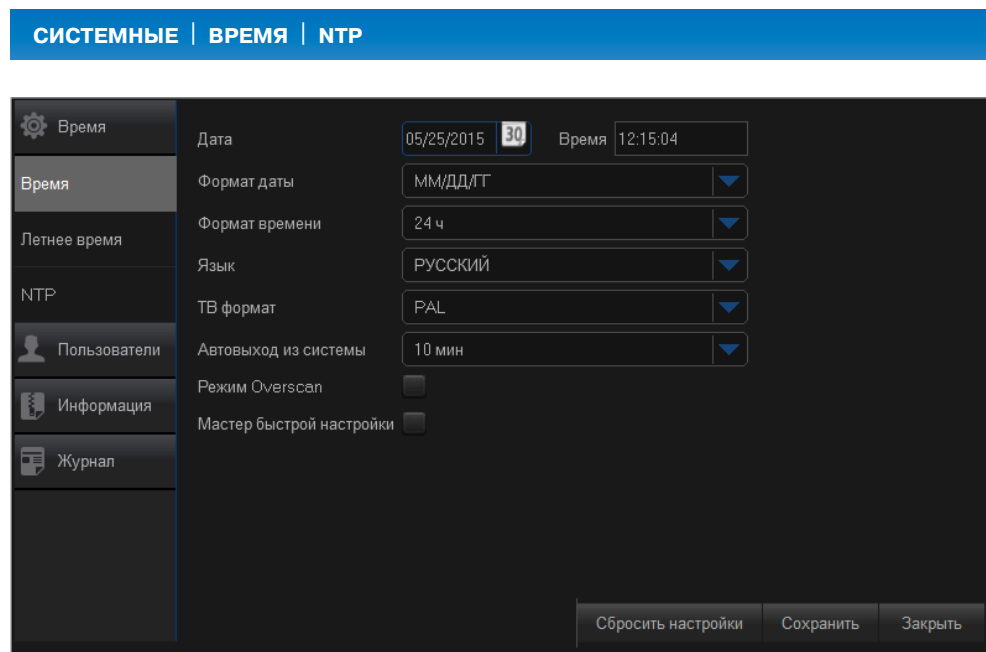 СИСТЕМНЫЕ | ВРЕМЯ | NTP
Время
Время
Летнее время
NTP
Пользователи
Информация
Журнал
Дата 05/25/2015 30 Время 12:15:04
Формат даты ММ/ДД/ГГ
Формат времени 24 ч
Язык РУССКИЙ
ТВ формат PAL
Автовыход из системы 10 мин
Режим Overscan
Мастер быстрой настройки
Сбросить настройки Сохранить Закрыть